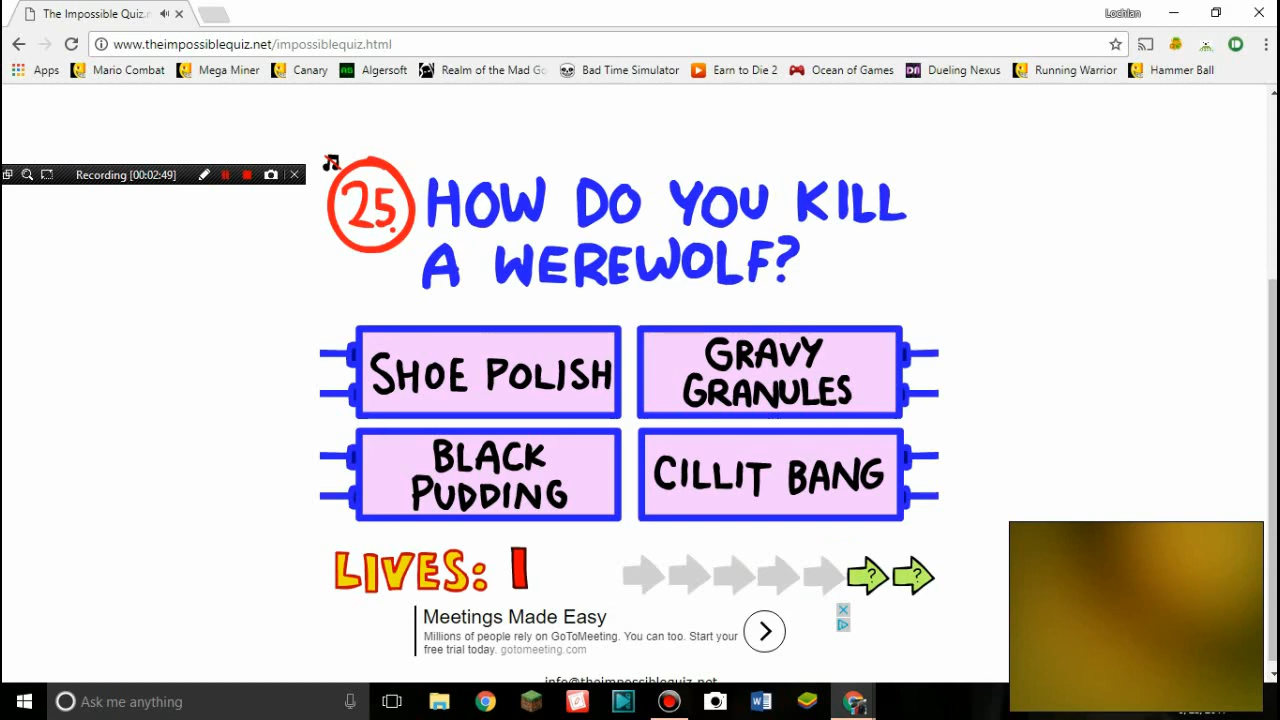 The Impossible Quiz.n
Lochlan
www.theimpossiblequiz.net/impossiblequiz.html
Apps Mario Combat Mega Miner Canary Algersoft Realm of the Mad Go Bad Time Simulator Earn to Die 2 Ocean of Games Dueling Nexus Running Warrior Hammer Ball
Recording [00:02:49]
25. HOW DO YOU KILL
A WEREWOLF?
SHOE POLISH
GRAVY
GRANULES
BLACK
PUDDING
CILLIT BANG
LIVES: 1
? ?
Meetings Made Easy
Millions of people rely on GoToMeeting. You can too. Start your
free trial today. gotomeeting.com
info@theimpossiblequiz.net
Ask me anything